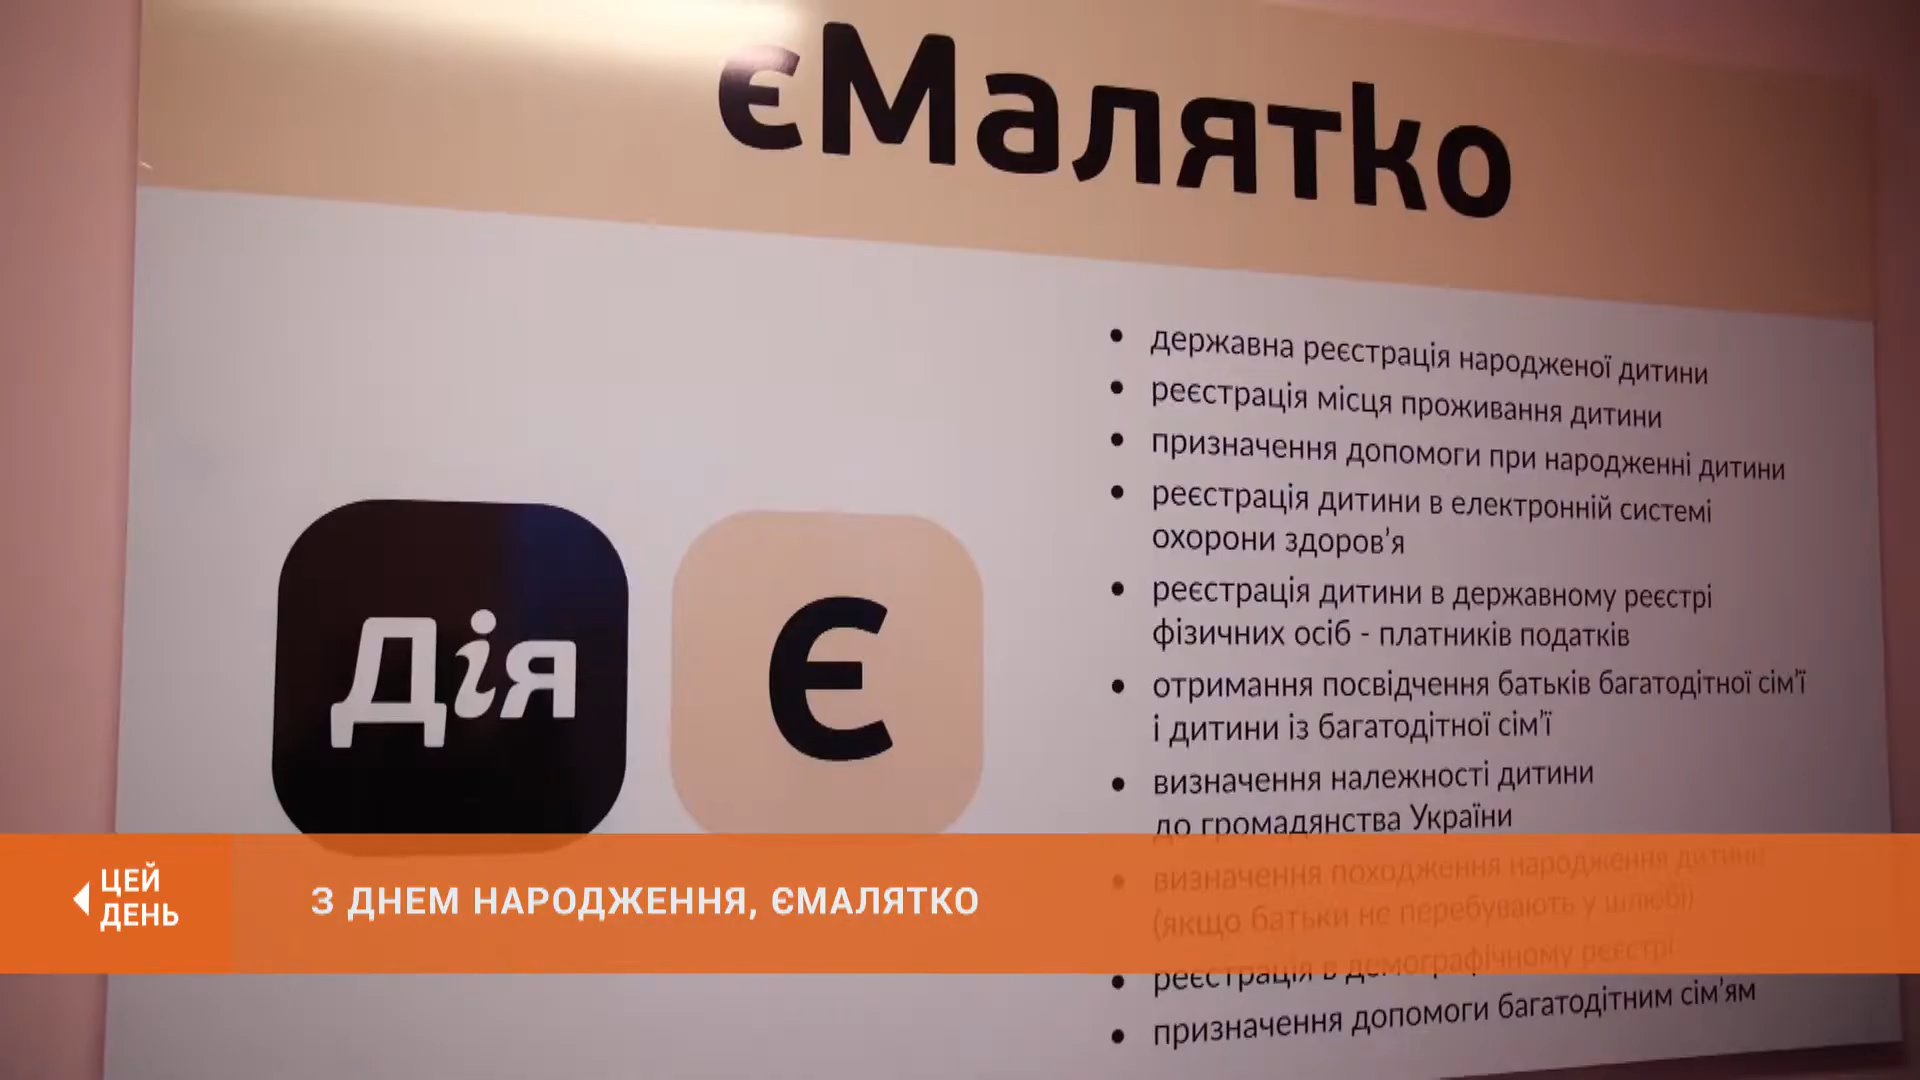 єМалятко
• державна реєстрація народженої дитини
• реєстрація місця проживання дитини
• призначення допомоги при народженні дитини
• реєстрація дитини в електронній системі
охорони здоров'я
• реєстрація дитини в державному реєстрі
фізичних осіб - платників податків
• отримання посвідчення батьків багатодітної сім'ї
і дитини із багатодітної сім'ї
• визначення належності дитини
до громадянства України
• визначення походження народження дитини
(якщо батьки не перебувають у шлюбі)
• реєстрація в демографічному реєстрі
• призначення допомоги багатодітним сім'ям
Дія
Є
ЦЕЙ
ДЕНЬ
З ДНЕМ НАРОДЖЕННЯ, ЄМАЛЯТКО